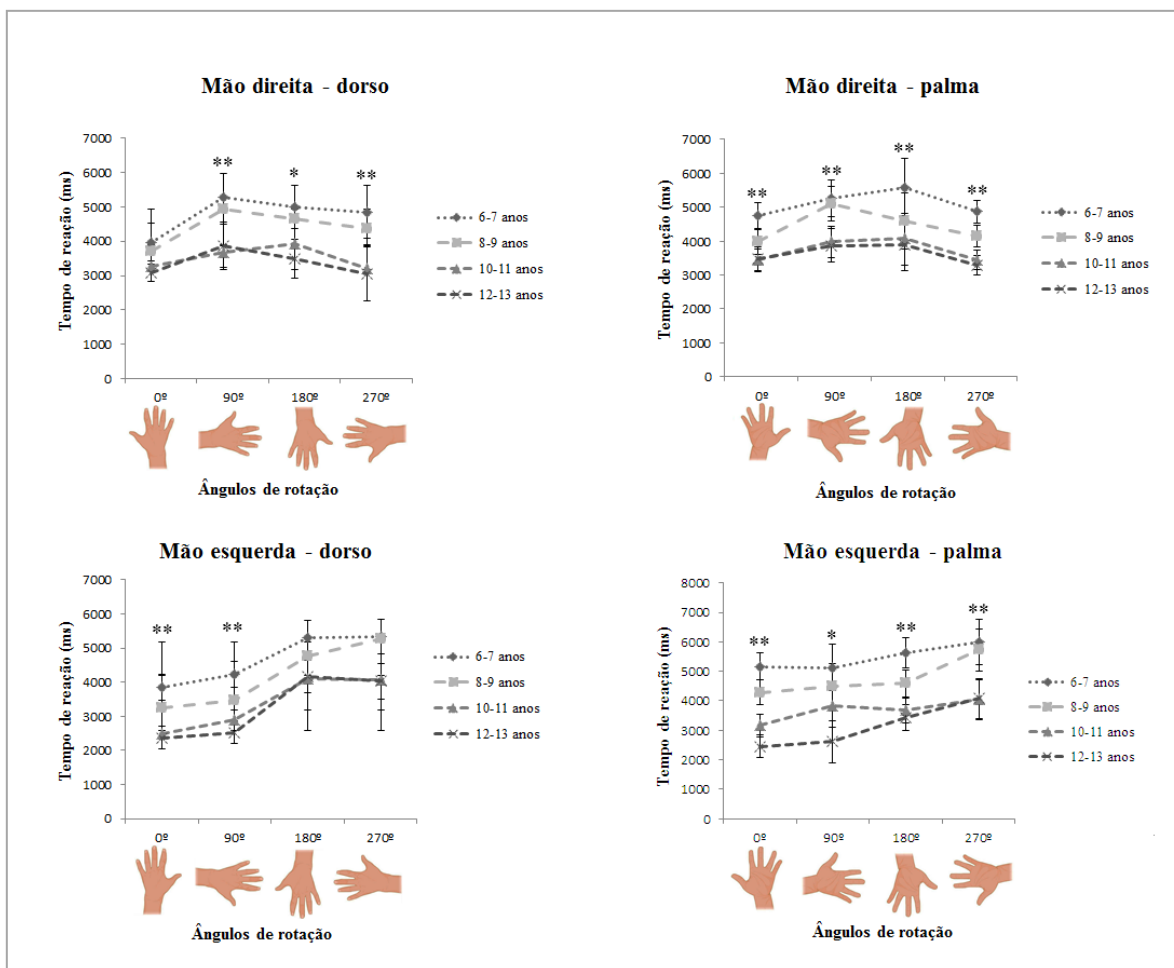 Mão direita - dorso
Tempo de reação (ms)
7000
6000
5000
4000
3000
2000
1000
0
**
*
**
0º 90º 180º 270º
Ângulos de rotação
6-7 anos
8-9 anos
10-11 anos
12-13 anos
Mão direita - palma
Tempo de reação (ms)
7000
6000
5000
4000
3000
2000
1000
0
**
**
**
**
0º 90º 180º 270º
Ângulos de rotação
6-7 anos
8-9 anos
10-11 anos
12-13 anos
Mão esquerda - dorso
Tempo de reação (ms)
7000
6000
5000
4000
3000
2000
1000
0
**
**
0º 90º 180º 270º
Ângulos de rotação
6-7 anos
8-9 anos
10-11 anos
12-13 anos
Mão esquerda - palma
Tempo de reação (ms)
8000
7000
6000
5000
4000
3000
2000
1000
0
**
*
**
**
0º 90º 180º 270º
Ângulos de rotação
6-7 anos
8-9 anos
10-11 anos
12-13 anos